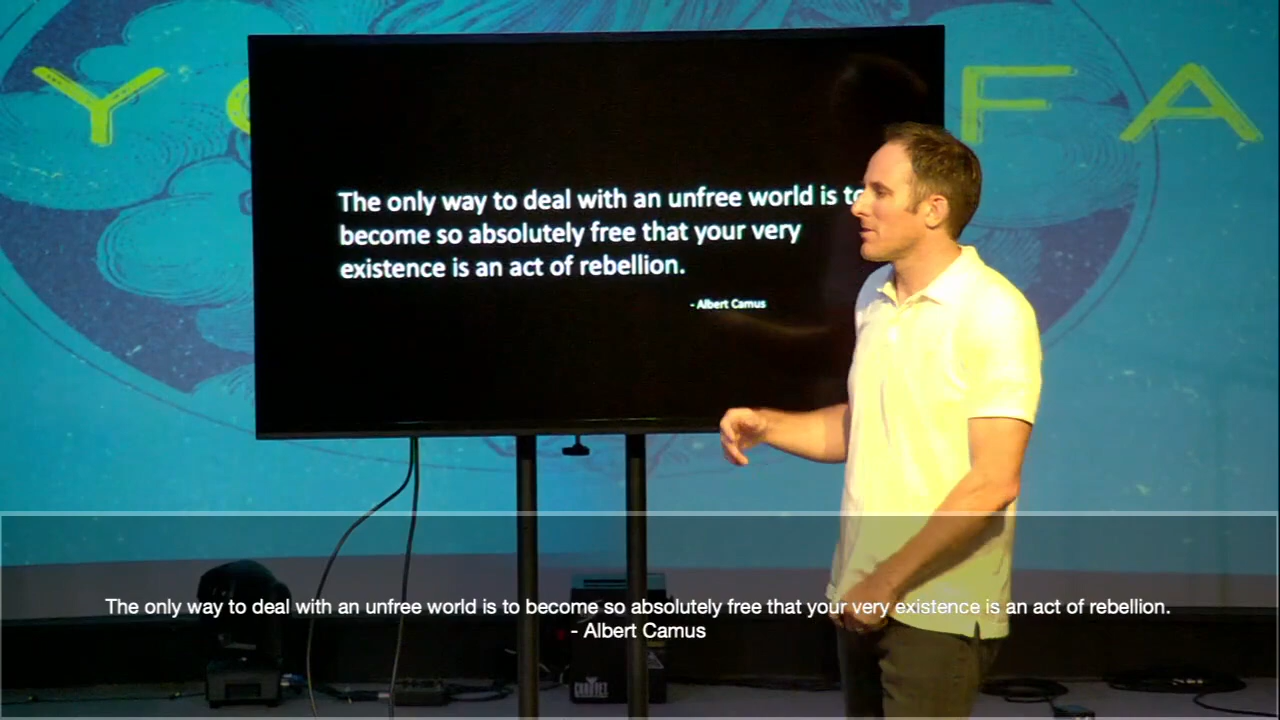 Y
F A
The only way to deal with an unfree world is to
become so absolutely free that your very
existence is an act of rebellion.
- Albert Camus
The only way to deal with an unfree world is to become so absolutely free that your very existence is an act of rebellion.
- Albert Camus
CHAUVET